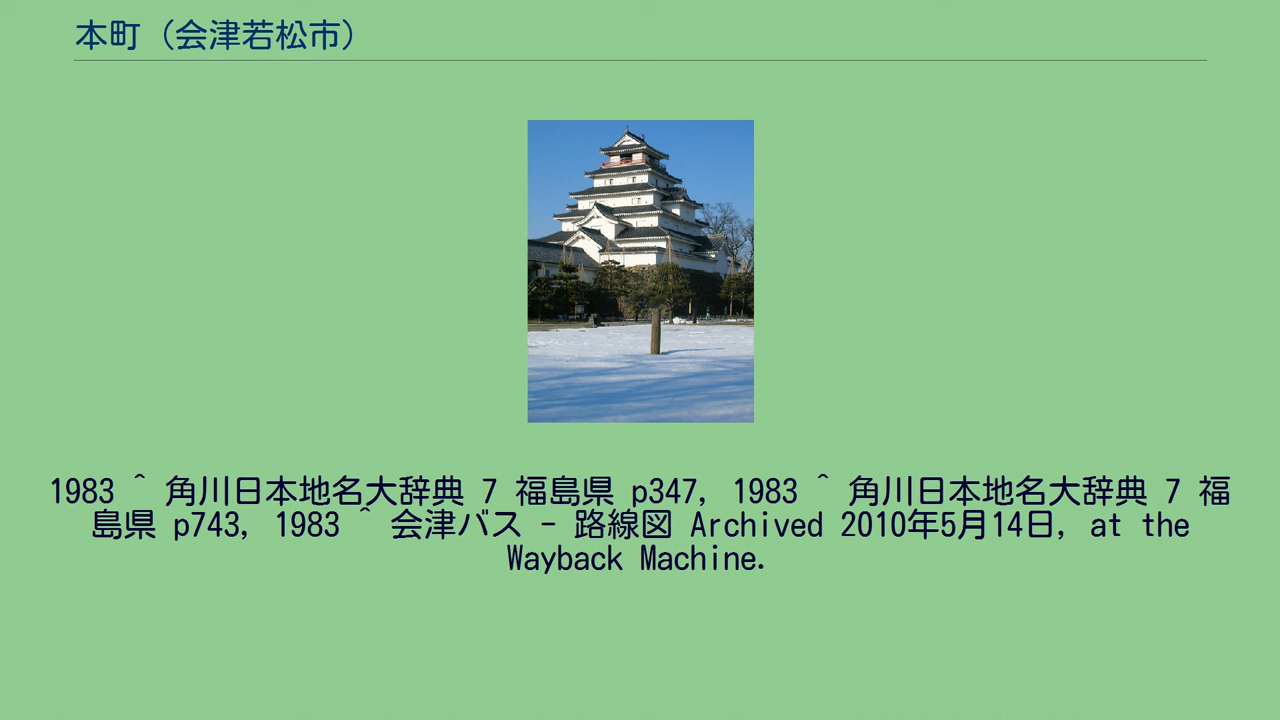 本町（会津若松市）
1983 ^ 角川日本地名大辞典 7 福島県 p347, 1983 ^ 角川日本地名大辞典 7 福
島県 p743, 1983 ^ 会津バス - 路線図 Archived 2010年5月14日, at the
Wayback Machine.